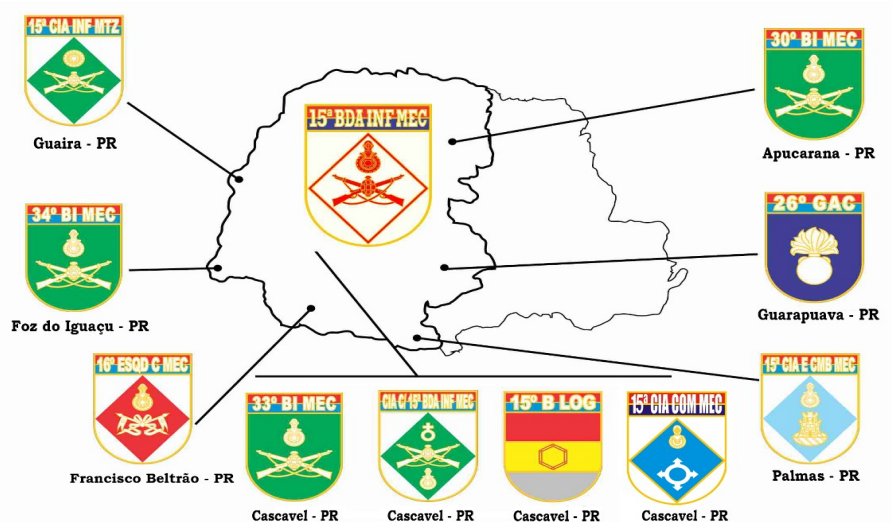 15ª CIA INF MTZ
Guaira - PR
30º BI MEC
Apucarana - PR
15ª BDA INF MEC
34º BI MEC
Foz do Iguaçu - PR
26º GAC
Guarapuava - PR
16º ESQD C MEC
Francisco Beltrão - PR
33º BI MEC
Cascavel - PR
CIA C/ 15ª BDA INF MEC
Cascavel - PR
15º B LOG
Cascavel - PR
15ª CIA COM MEC
Cascavel - PR
15ª CIA E CMB MEC
Palmas - PR